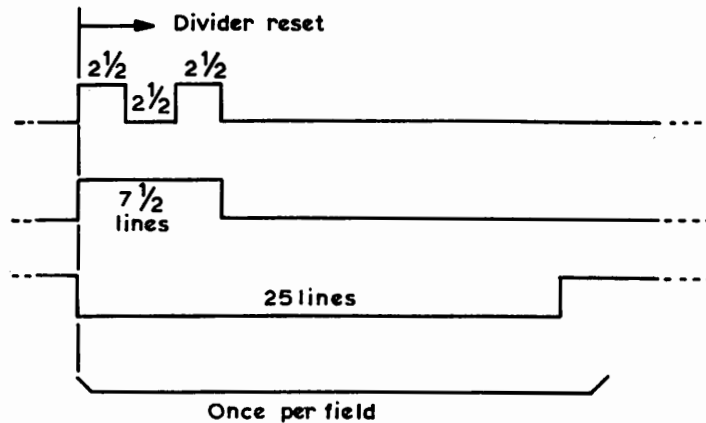 Divider reset
2½ 2½ 2½
7½
lines
25 lines
Once per field